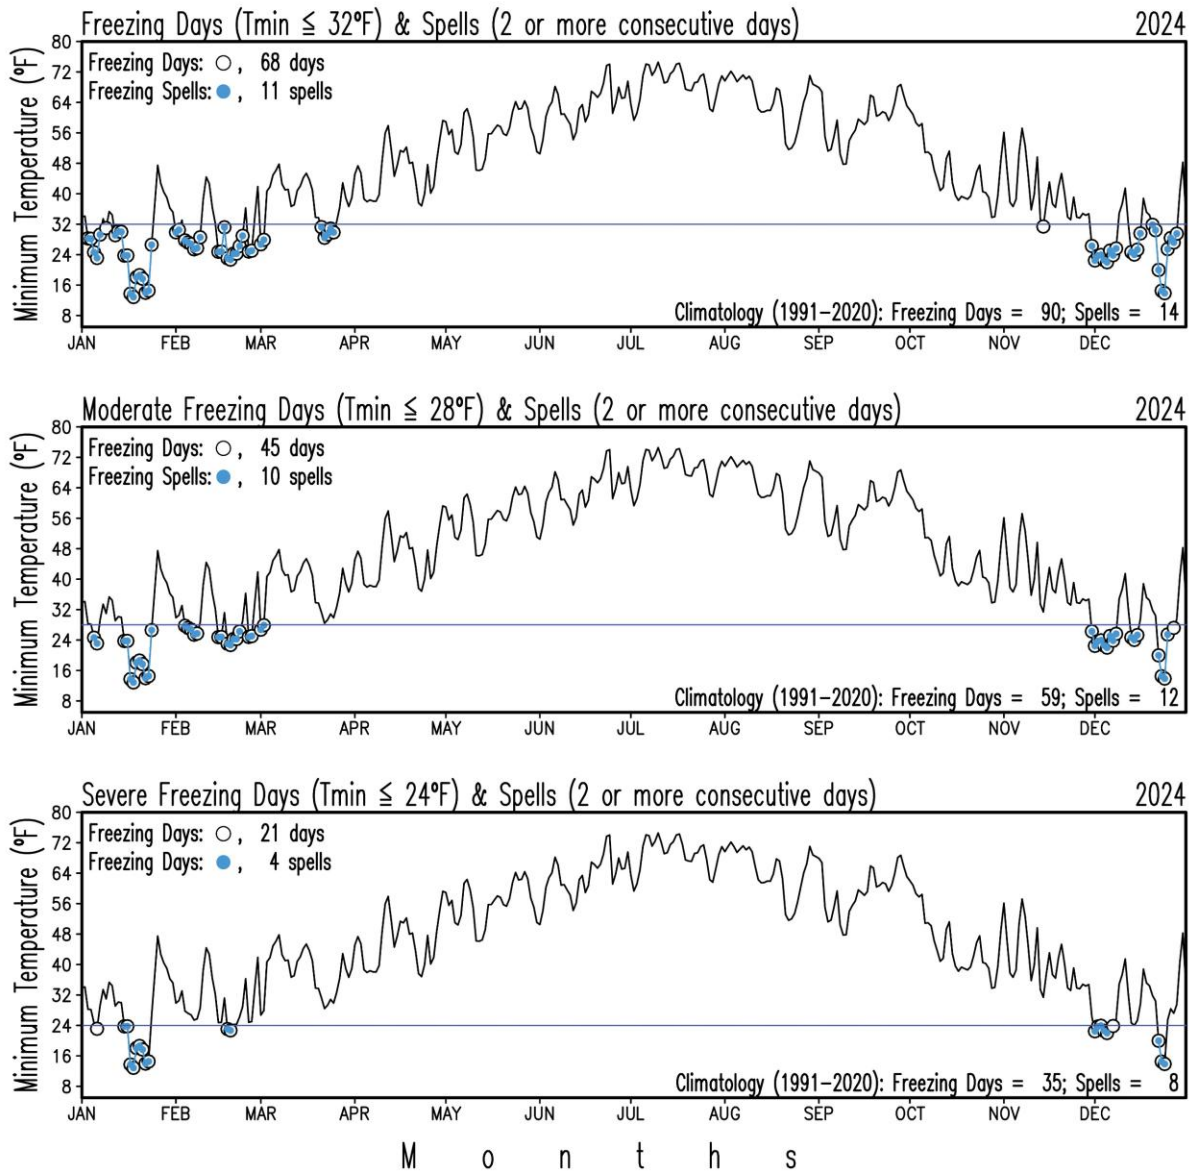 Freezing Days (Tmin ≦ 32ºF) & Spells (2 or more consecutive days) 2024
Freezing Days: ○, 68 days
Freezing Spells: ●, 11 spells
80
72
64
56
48
40
32
24
16
8
Minimum Temperature (ºF)
Climatology (1991–2020): Freezing Days = 90; Spells = 14
JAN FEB MAR APR MAY JUN JUL AUG SEP OCT NOV DEC
Moderate Freezing Days (Tmin ≦ 28ºF) & Spells (2 or more consecutive days) 2024
Freezing Days: ○, 45 days
Freezing Spells: ●, 10 spells
80
72
64
56
48
40
32
24
16
8
Minimum Temperature (ºF)
Climatology (1991–2020): Freezing Days = 59; Spells = 12
JAN FEB MAR APR MAY JUN JUL AUG SEP OCT NOV DEC
Severe Freezing Days (Tmin ≦ 24ºF) & Spells (2 or more consecutive days) 2024
Freezing Days: ○, 21 days
Freezing Days: ●, 4 spells
80
72
64
56
48
40
32
24
16
8
Minimum Temperature (ºF)
Climatology (1991–2020): Freezing Days = 35; Spells = 8
JAN FEB MAR APR MAY JUN JUL AUG SEP OCT NOV DEC
M o n t h s